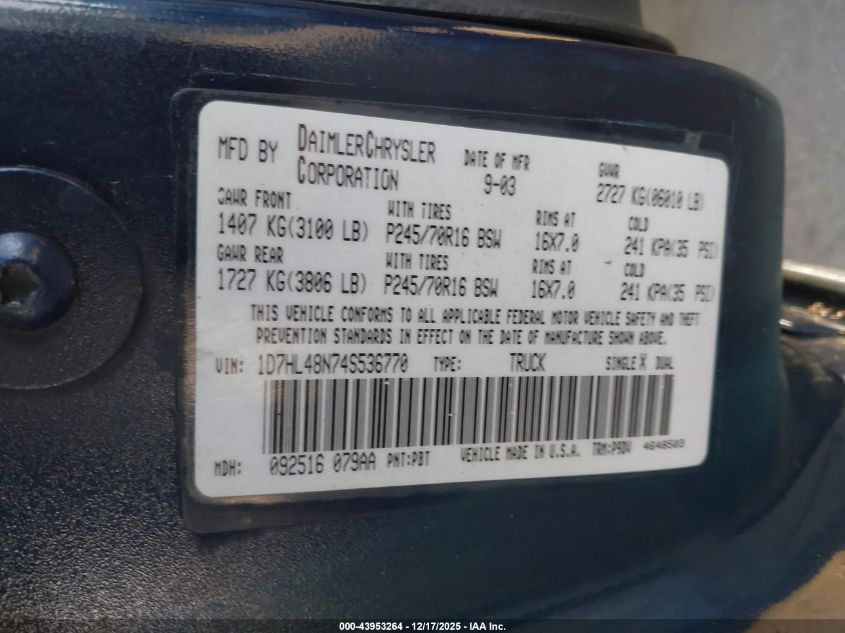 MFD BY DAIMLERCHRYSLER CORPORATION DATE OF MFR 9-03 GVWR 2727 KG(06010 LB)
GAWR FRONT WITH TIRES RIMS AT COLD
1407 KG(3100 LB) P245/70R16 BSW 16X7.0 241 KPA(35 PSI)
GAWR REAR WITH TIRES RIMS AT COLD
1727 KG(3806 LB) P245/70R16 BSW 16X7.0 241 KPA(35 PSI)
THIS VEHICLE CONFORMS TO ALL APPLICABLE FEDERAL MOTOR VEHICLE SAFETY AND THEFT
PREVENTION STANDARDS IN EFFECT ON THE DATE OF MANUFACTURE SHOWN ABOVE.
VIN: 1D7HL48N74S536770 TYPE: TRUCK SINGLE X DUAL
MDH: 092516 079AA PNT:PBT VEHICLE MADE IN U.S.A. TRM:P9DV 4648503
000-43953264 - 12/17/2025 - IAA Inc.